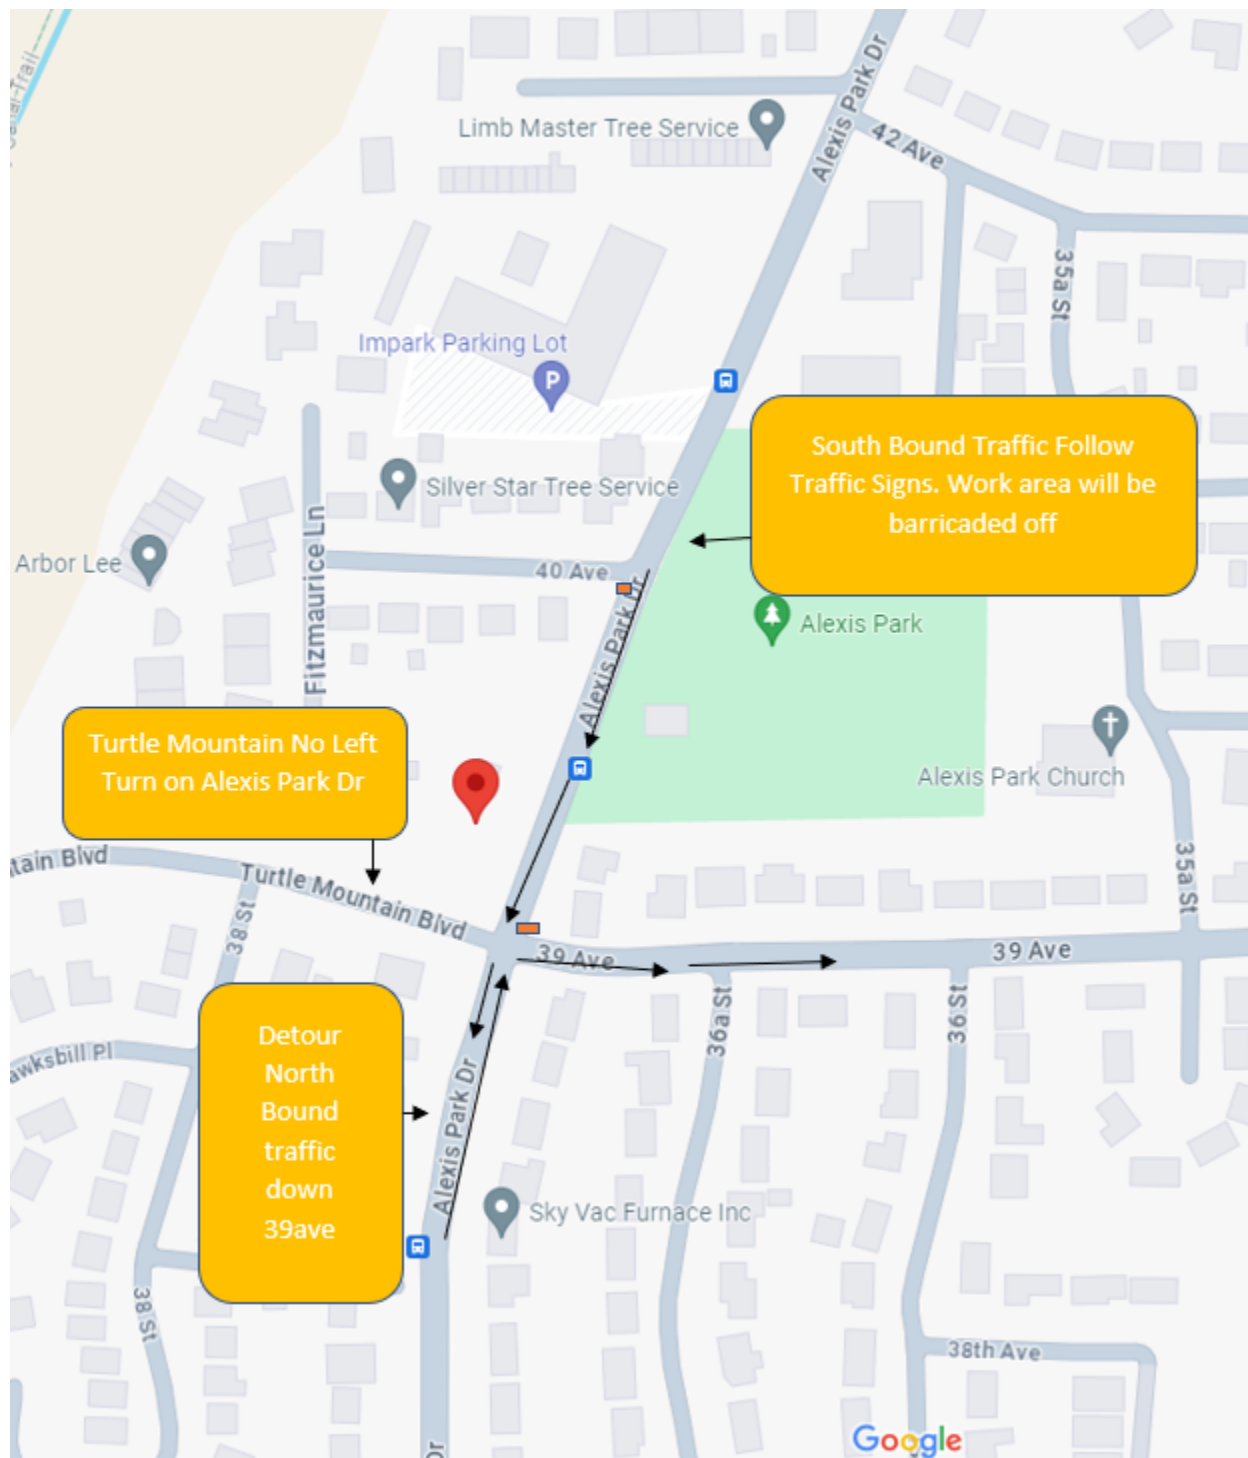 Alexis Park Dr
Limb Master Tree Service
42 Ave
35a St
Impark Parking Lot
P
South Bound Traffic Follow
Traffic Signs. Work area will be
barricaded off
Silver Star Tree Service
Fitzmaurice Ln
Arbor Lee
40 Ave
Alexis Park Dr
Alexis Park
Turtle Mountain No Left
Turn on Alexis Park Dr
Alexis Park Church
tain Blvd
Turtle Mountain Blvd
35a St
38 St
39 Ave
39 Ave
Detour
North
Bound
traffic
down
39ave
36a St
36 St
awksbill Pl
Alexis Park Dr
Sky Vac Furnace Inc
38 St
38th Ave
Dr
Google